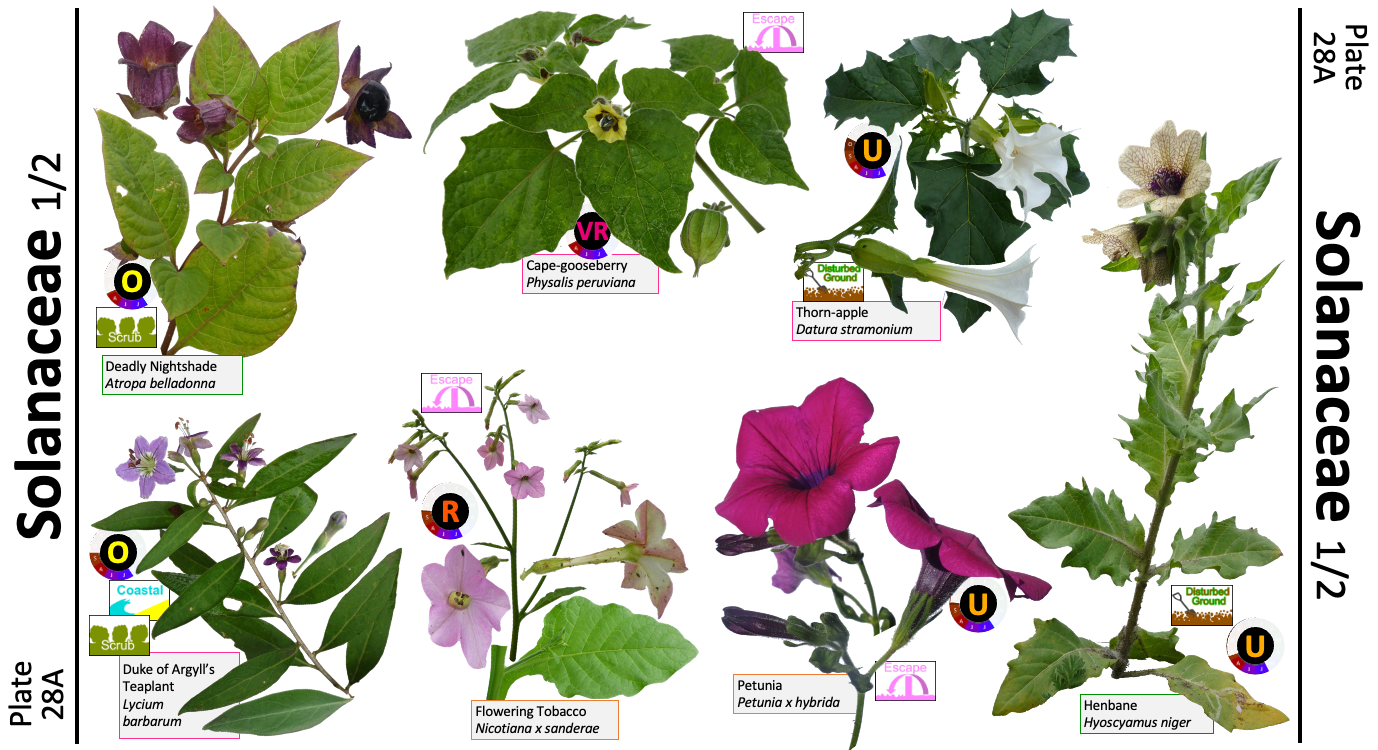 Solanaceae 1/2
Plate
28A
O
Scrub
Deadly Nightshade
Atropa belladonna
Escape
VR
Cape-gooseberry
Physalis peruviana
U
Disturbed
Ground
Thorn-apple
Datura stramonium
O
Coastal
Scrub
Duke of Argyll's
Teaplant
Lycium
barbarum
Escape
R
Flowering Tobacco
Nicotiana x sanderae
U
Escape
Petunia
Petunia x hybrida
Disturbed
Ground
U
Henbane
Hyoscyamus niger
Plate
28A
Solanaceae 1/2